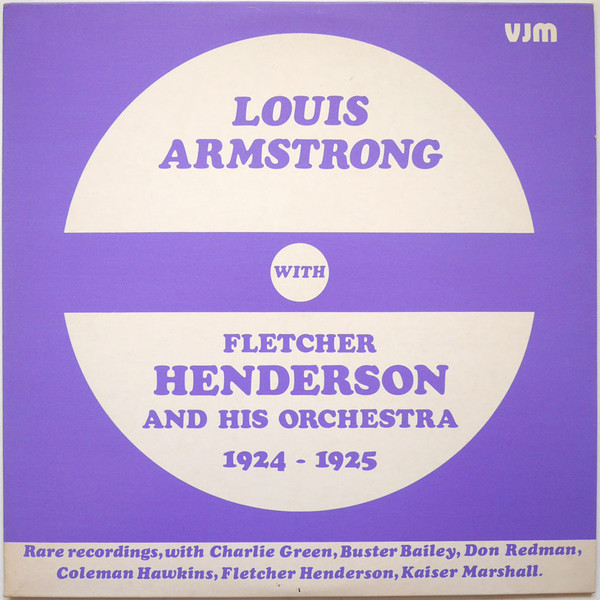 VJM
LOUIS
ARMSTRONG
WITH
FLETCHER
HENDERSON
AND HIS ORCHESTRA
1924 - 1925
Rare recordings, with Charlie Green, Buster Bailey, Don Redman,
Coleman Hawkins, Fletcher Henderson, Kaiser Marshall.